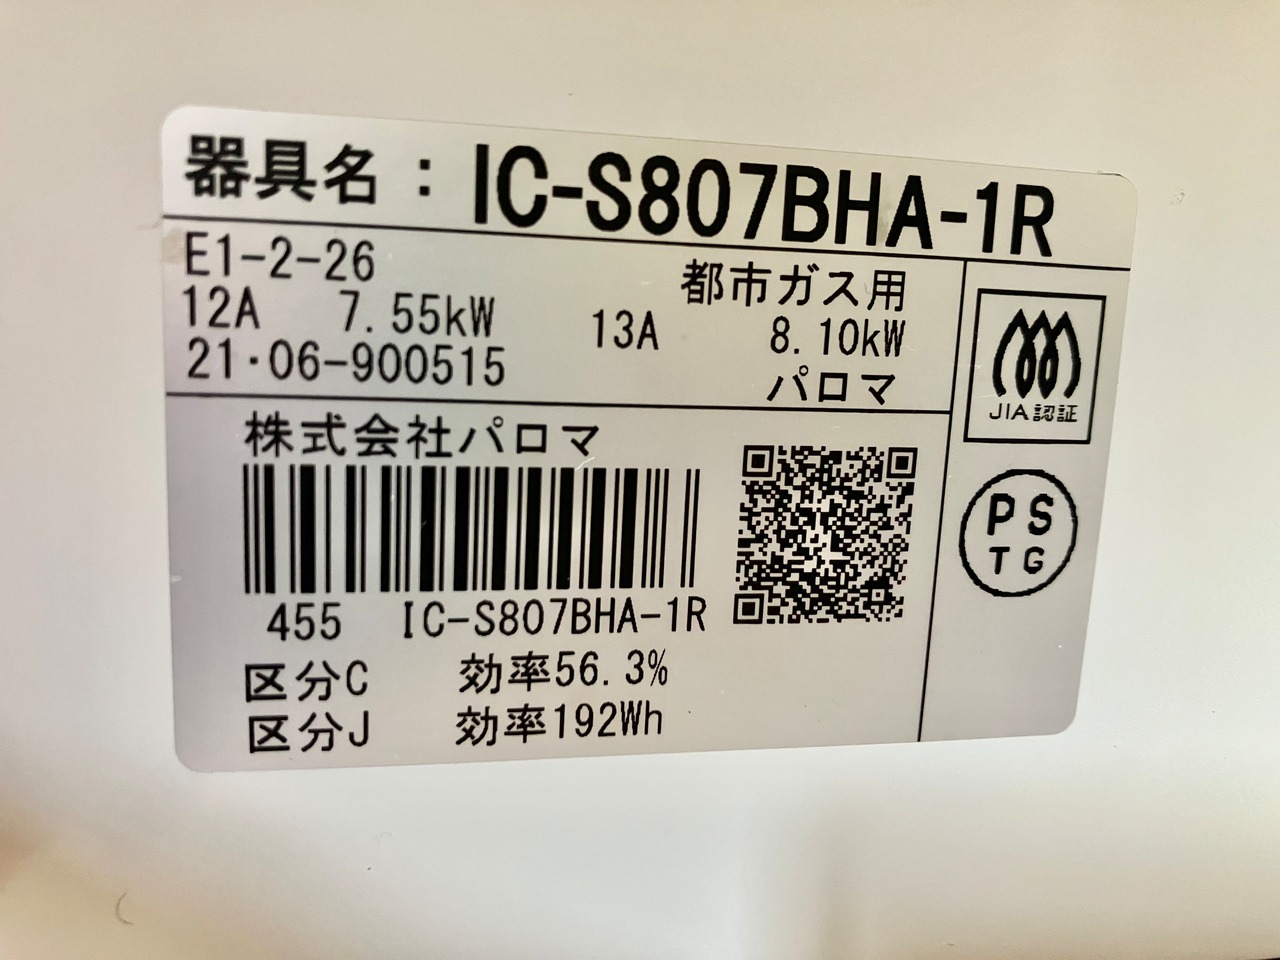 器具名：IC-S807BHA-1R
E1-2-26 都市ガス用
12A 7.55kW 13A 8.10kW
21・06-900515 パロマ
JIA認証
株式会社パロマ
PS
TG
455 IC-S807BHA-1R
区分C 効率56.3%
区分J 効率192Wh